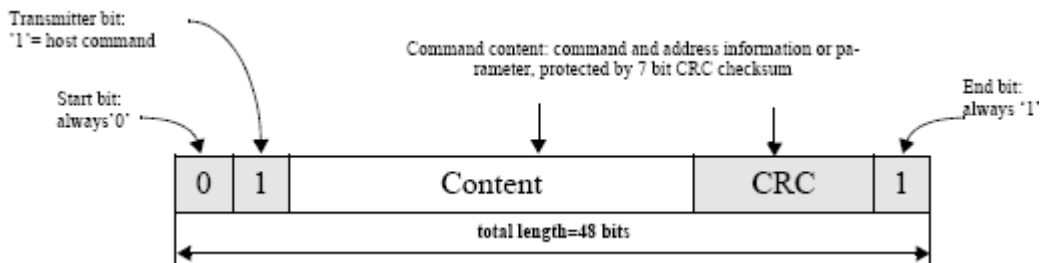 Transmitter bit:
'1'= host command
Command content: command and address information or pa-
rameter, protected by 7 bit CRC checksum
Start bit:
always'0'
End bit:
always '1'
0 1 Content CRC 1
total length=48 bits